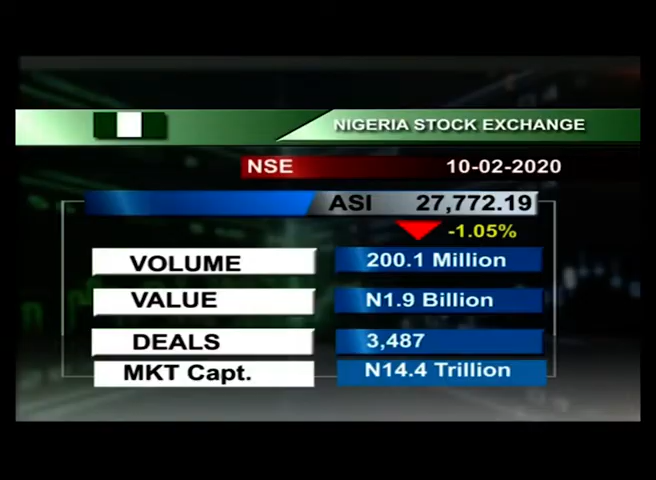 NIGERIA STOCK EXCHANGE
NSE 10-02-2020
ASI 27,772.19
-1.05%
VOLUME 200.1 Million
VALUE N1.9 Billion
DEALS 3,487
MKT Capt. N14.4 Trillion